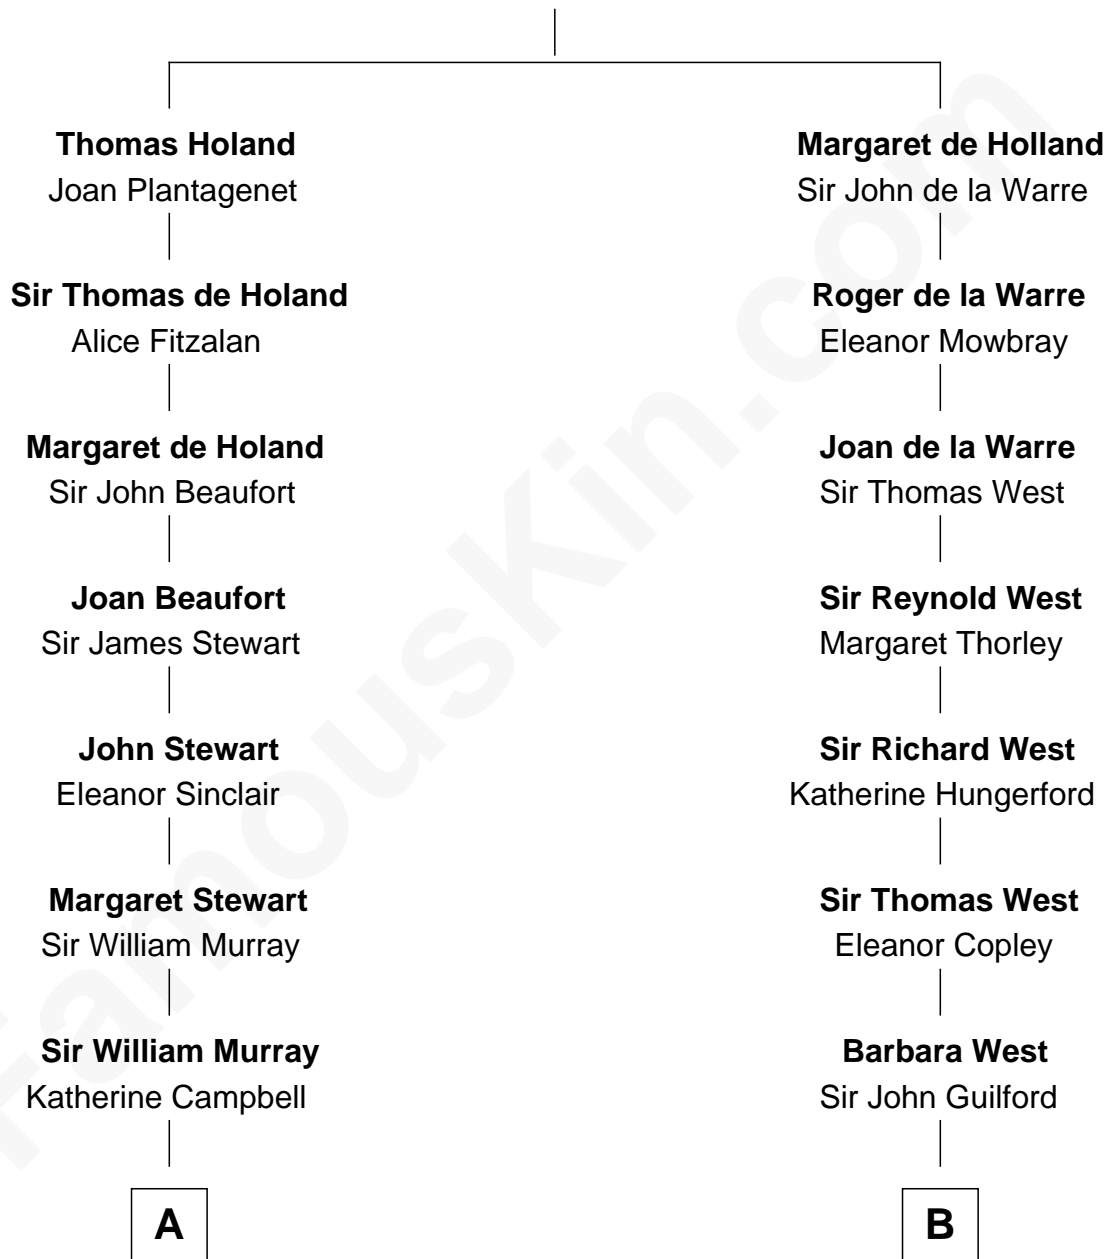 Thomas Holand
Joan Plantagenet
Sir Thomas de Holand
Alice Fitzalan
Margaret de Holand
Sir John Beaufort
Joan Beaufort
Sir James Stewart
John Stewart
Eleanor Sinclair
Margaret Stewart
Sir William Murray
Sir William Murray
Katherine Campbell
A
Margaret de Holland
Sir John de la Warre
Roger de la Warre
Eleanor Mowbray
Joan de la Warre
Sir Thomas West
Sir Reynold West
Margaret Thorley
Sir Richard West
Katherine Hungerford
Sir Thomas West
Eleanor Copley
Barbara West
Sir John Guilford
B
FamousKin.com